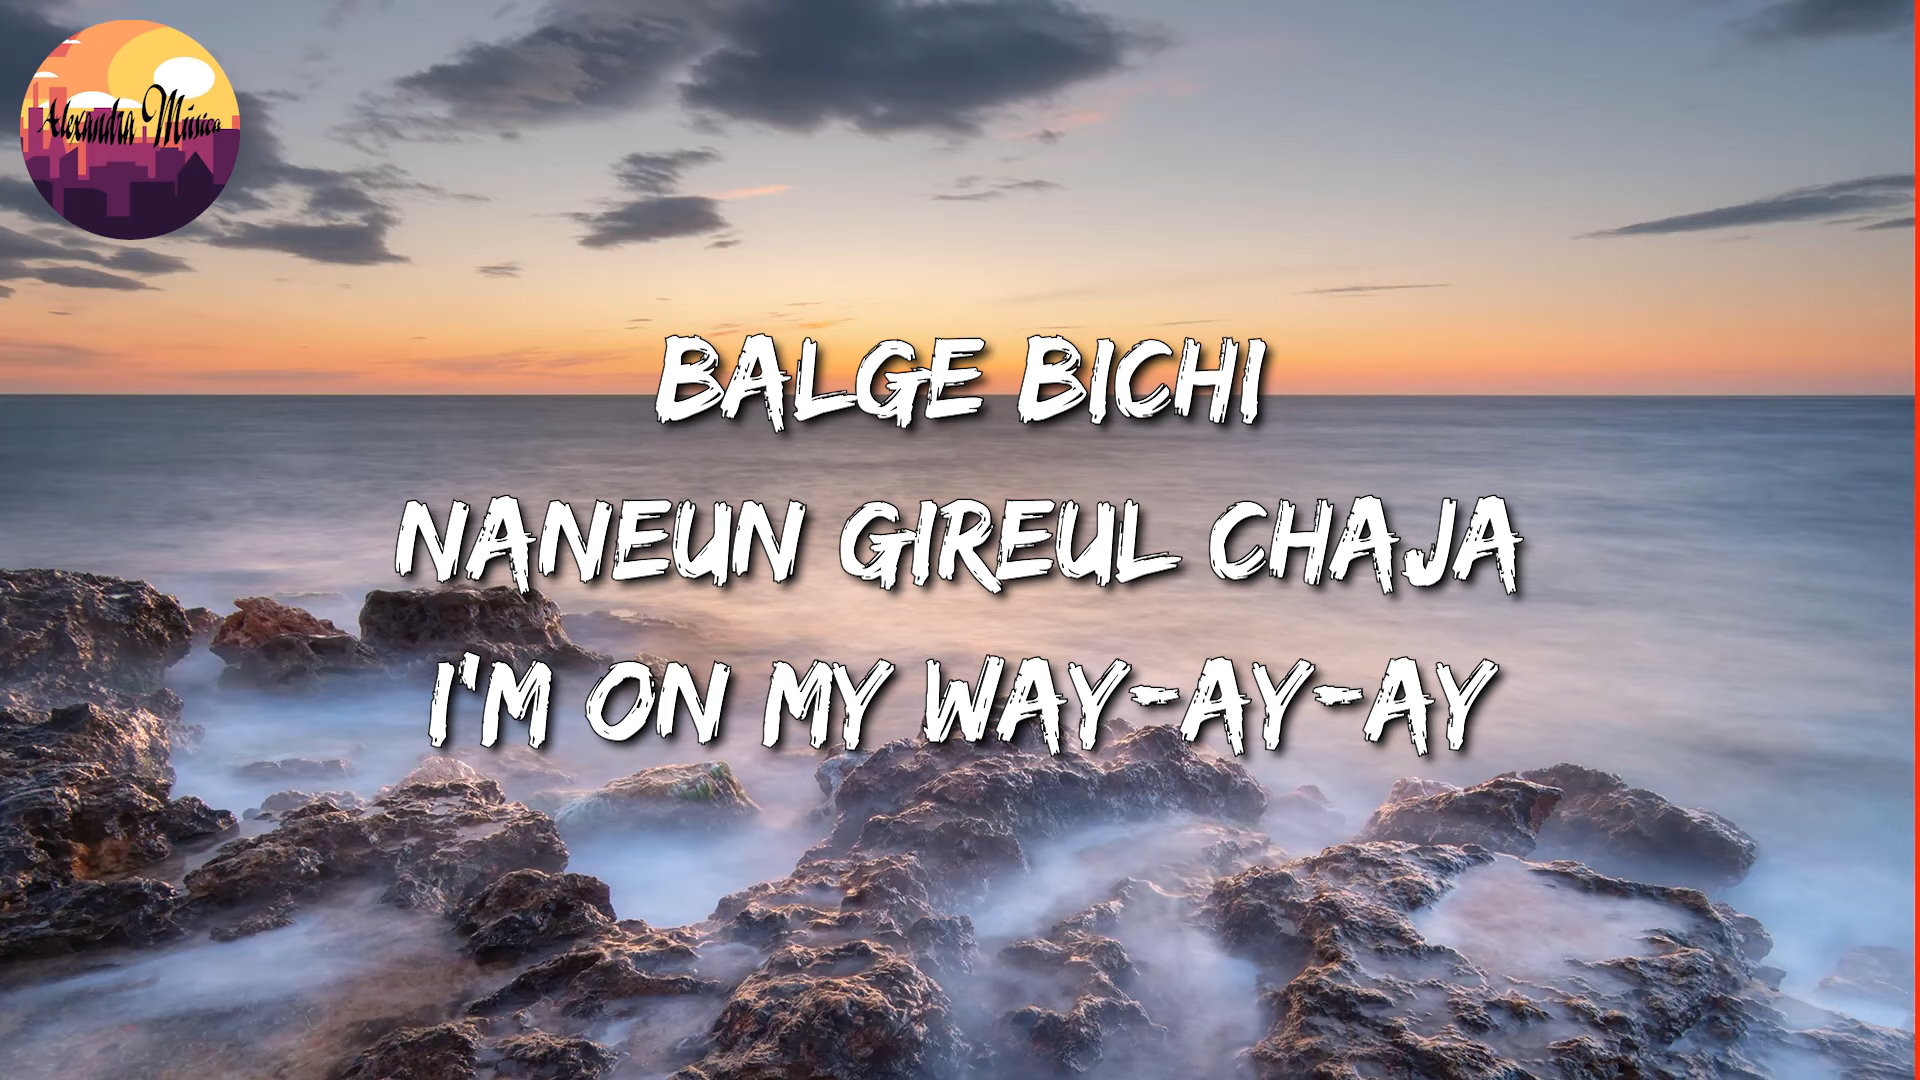 Alexandra Música
BALGE BICHI
NANEUN GIREUL CHAJA
I'M ON MY WAY-AY-AY